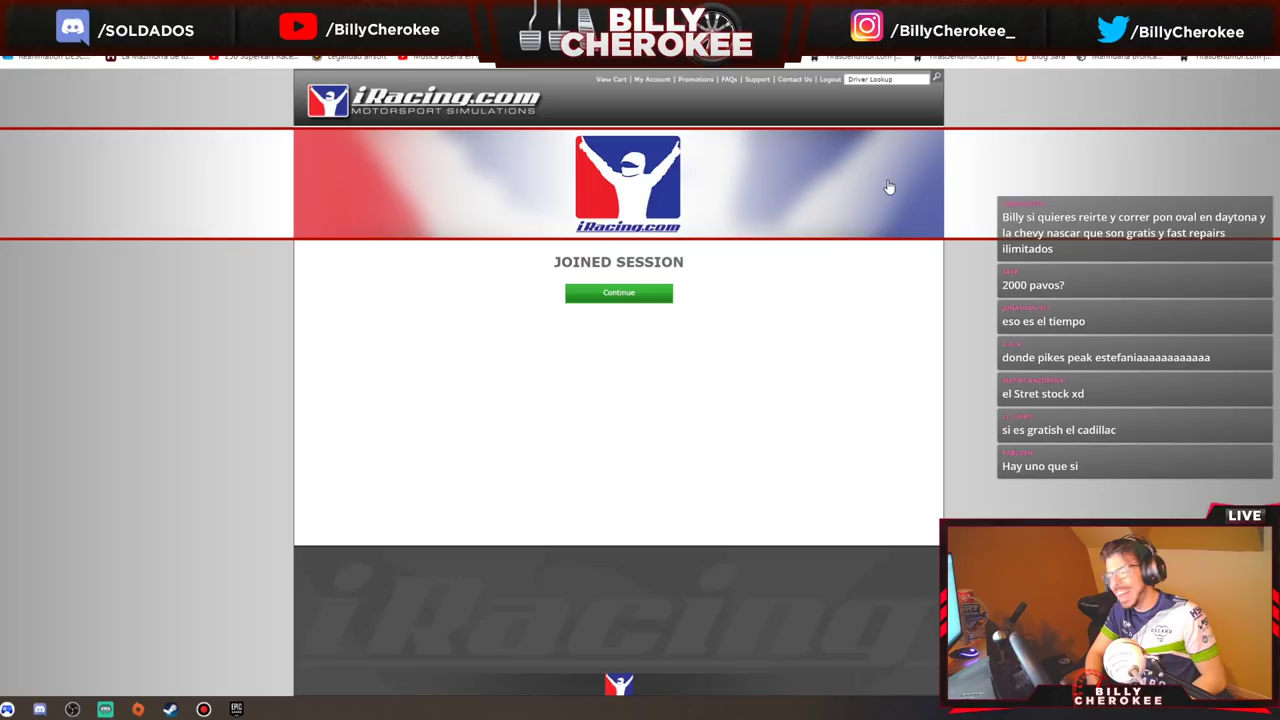 /SOLDADOS
/BillyCherokee
BILLY
CHEROKEE
/BillyCherokee_
/BillyCherokee
View Cart | My Account | Promotions | FAQs | Support | Contact Us | Logout
Driver Lookup
iRacing.com
MOTORSPORT SIMULATIONS
iRacing.com
JOINED SESSION
Continue
Billy si quieres reirte y correr pon oval en daytona y
la chevy nascar que son gratis y fast repairs
ilimitados
2000 pavos?
eso es el tiempo
donde pikes peak estefaniaaaaaaaaaaaa
el Stret stock xd
si es gratish el cadillac
Hay uno que si
iRacing
LIVE
BILLY
CHEROKEE
EPIC